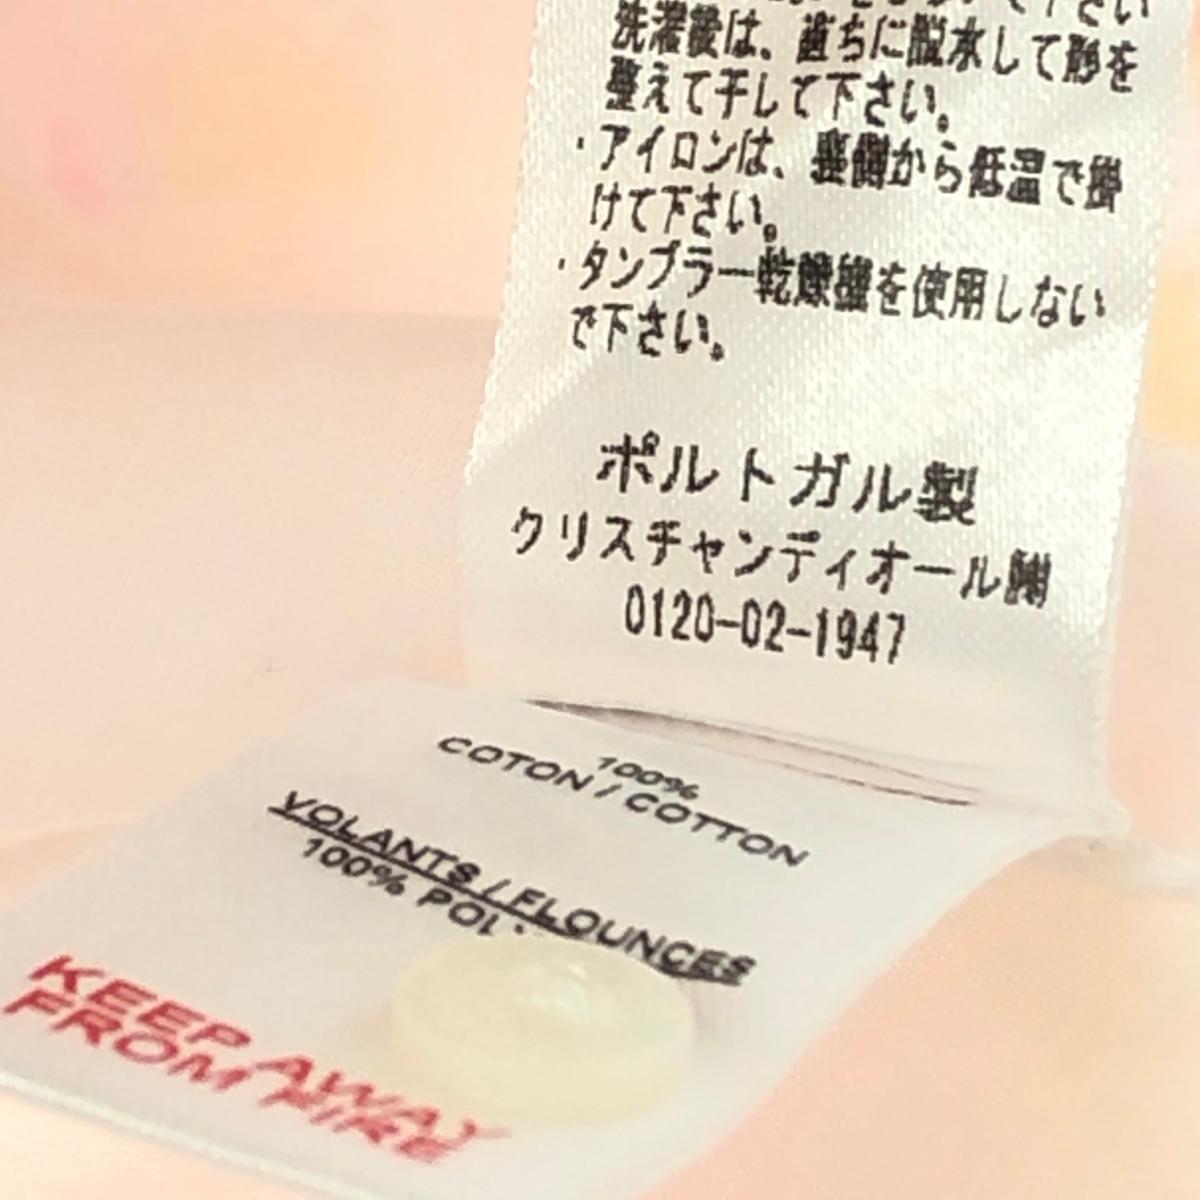 下さい
洗濯後は、直ちに脱水して形を
整えて干して下さい。
・アイロンは、裏側から低温で掛
けて下さい。
・タンブラー乾燥機を使用しない
で下さい。
ポルトガル製
クリスチャンディオール㈱
0120-02-1947
100%
COTON / COTTON
VOLANTS / FLOUNCES
100%
KEEP AWAY
FROM FIRE